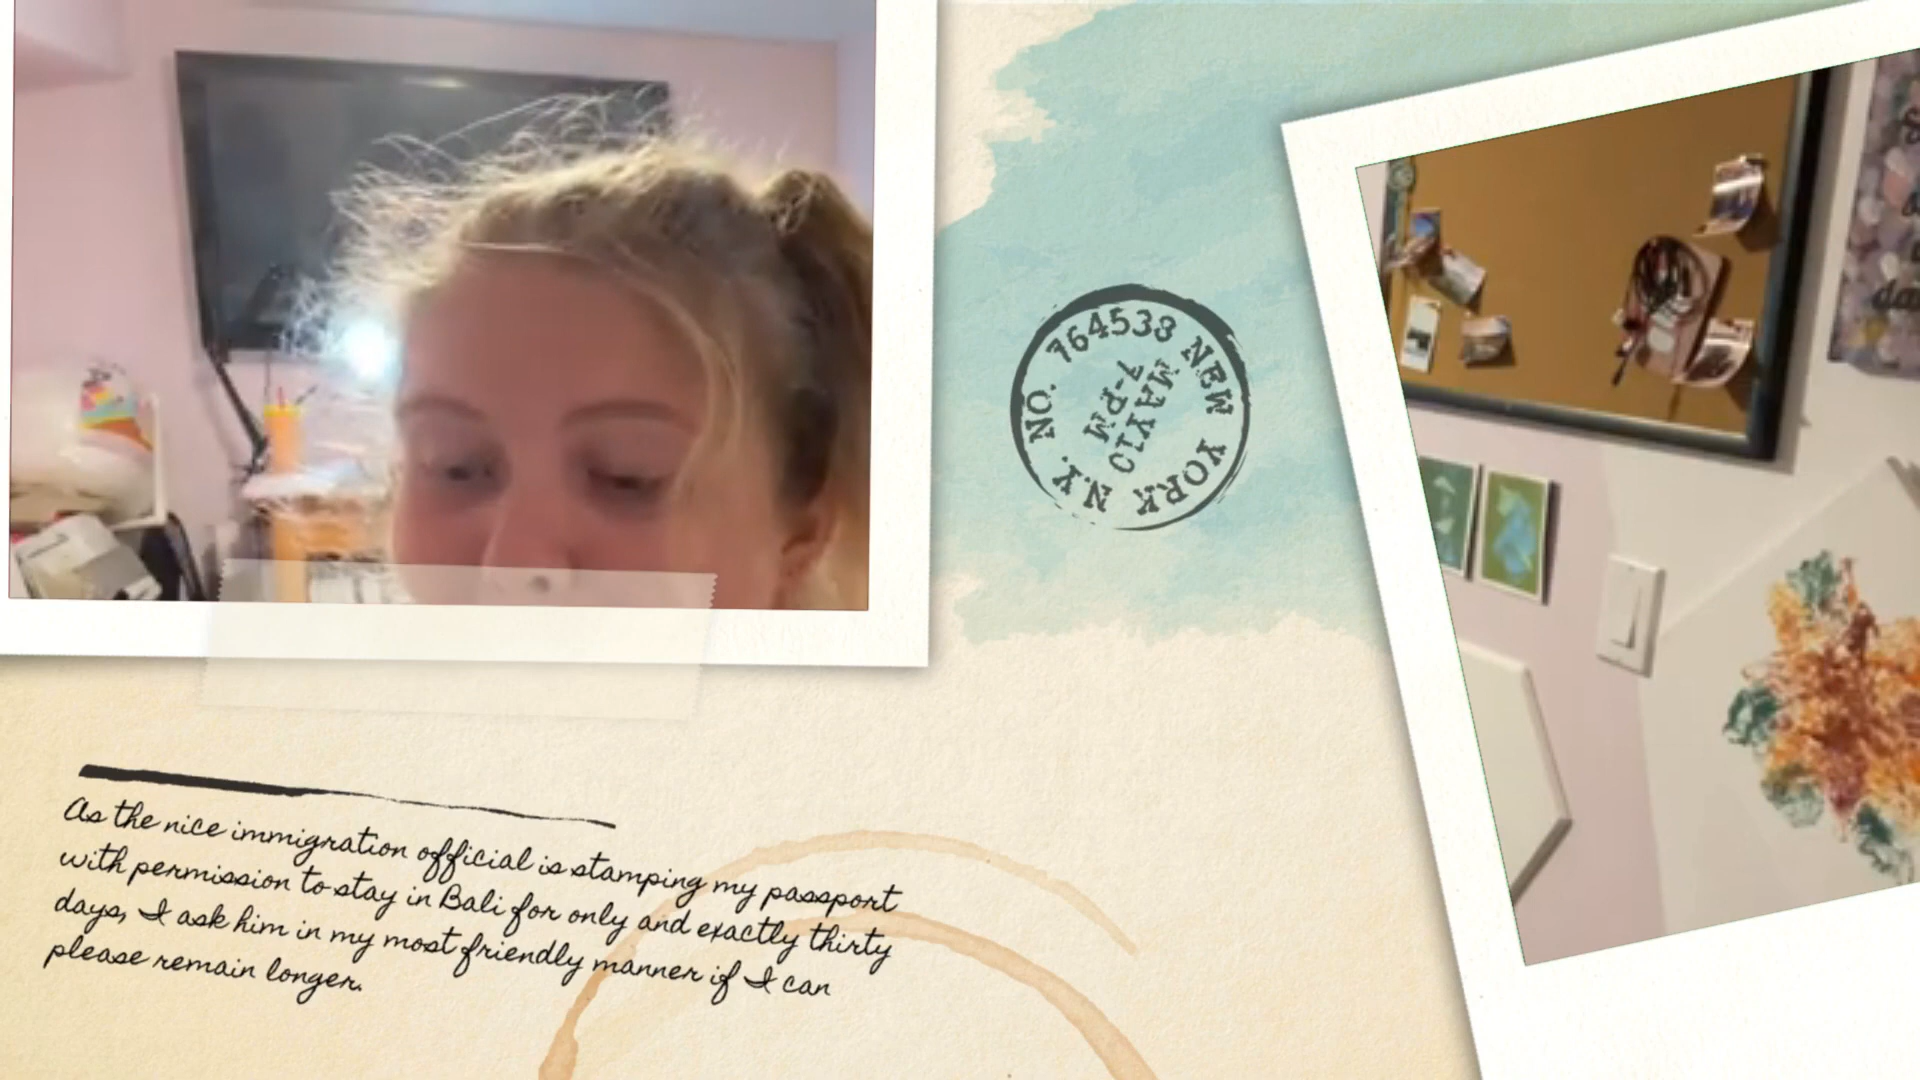 NO. 764538 NEW YORK N.Y.
MAY10
7-PM
As the nice immigration official is stamping my passport
with permission to stay in Bali for only and exactly thirty
days, I ask him in my most friendly manner if I can
please remain longer.